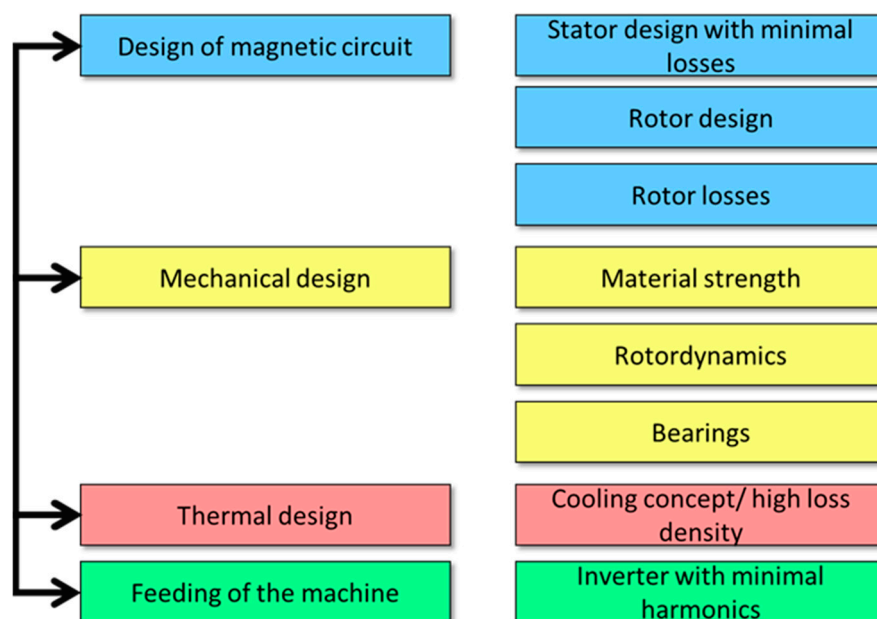 Design of magnetic circuit
Stator design with minimal
losses
Rotor design
Rotor losses
Mechanical design
Material strength
Rotordynamics
Bearings
Thermal design
Cooling concept/ high loss
density
Feeding of the machine
Inverter with minimal
harmonics